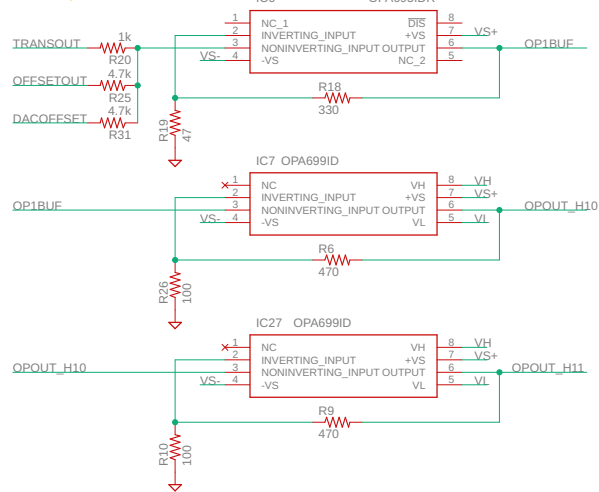 1 NC_1 DIS 8
TRANSOUT 1k R20 2 INVERTING_INPUT +VS 7 VS+
3 NONINVERTING_INPUT OUTPUT 6 OP1BUF
VS- 4 -VS NC_2 5
OFFSETOUT 4.7k R25
R18
330
DACOFFSET 4.7k R31
R19 47
IC7 OPA699ID
1 NC VH 8 VH
2 INVERTING_INPUT +VS 7 VS+
OP1BUF 3 NONINVERTING_INPUT OUTPUT 6 OPOUT_H10
VS- 4 -VS VL 5 VL
R6
470
R26 100
IC27 OPA699ID
1 NC VH 8 VH
2 INVERTING_INPUT +VS 7 VS+
OPOUT_H10 3 NONINVERTING_INPUT OUTPUT 6 OPOUT_H11
VS- 4 -VS VL 5 VL
R9
470
R10 100